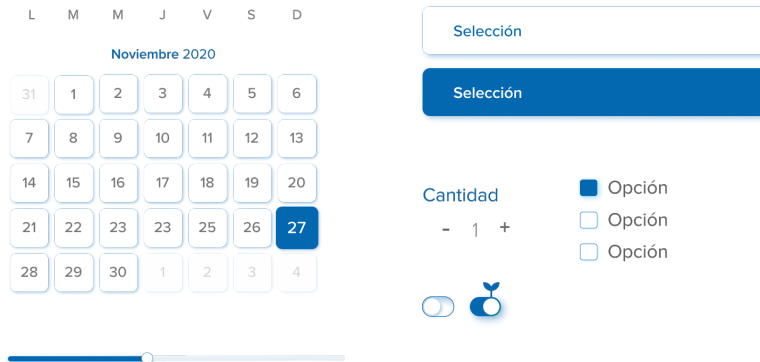 L M M J V S D
Noviembre 2020
31 1 2 3 4 5 6
7 8 9 10 11 12 13
14 15 16 17 18 19 20
21 22 23 23 25 26 27
28 29 30 1 2 3 4
Selección
Selección
Cantidad
- 1 +
Opción
Opción
Opción